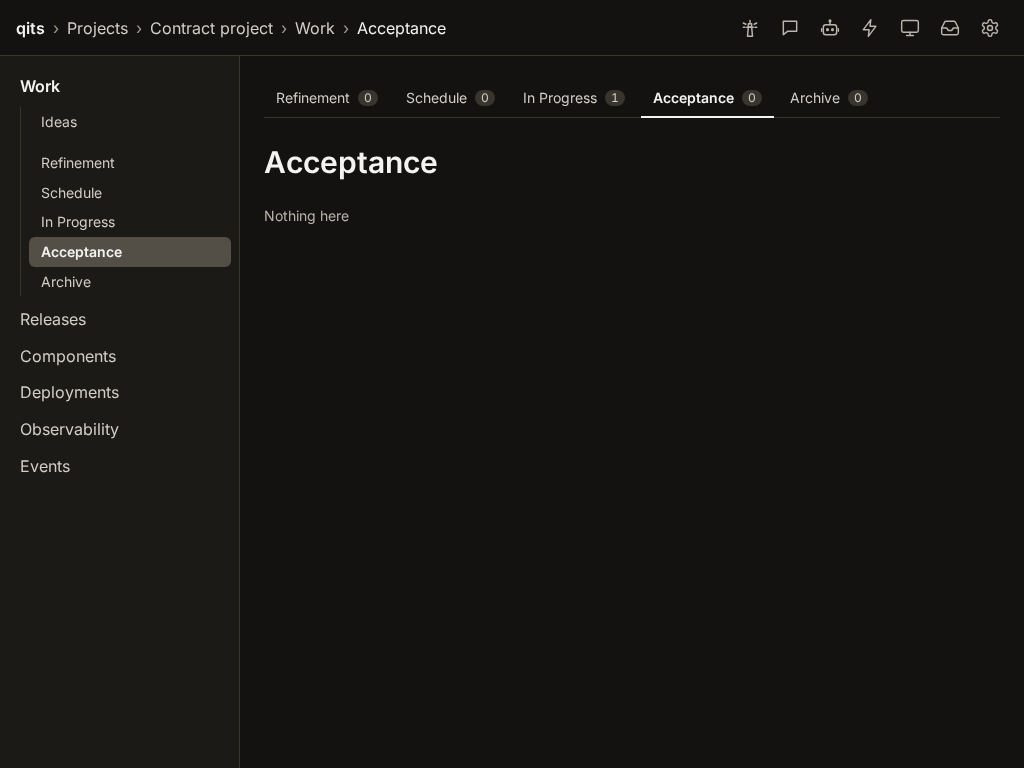 qits › Projects › Contract project › Work › Acceptance
Work
Ideas
Refinement
Schedule
In Progress
Acceptance
Archive
Releases
Components
Deployments
Observability
Events
Refinement 0 Schedule 0 In Progress 1 Acceptance 0 Archive 0
Acceptance
Nothing here